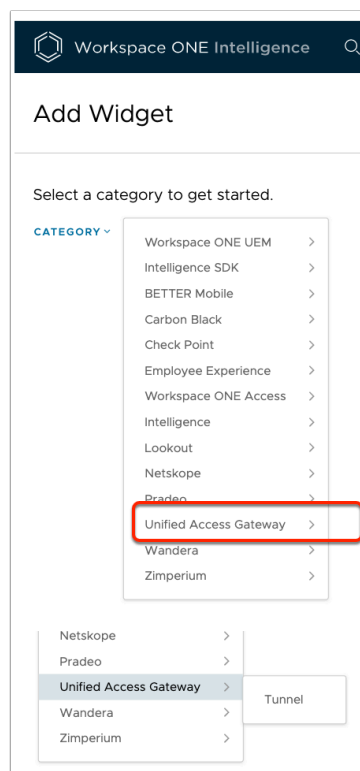 Workspace ONE Intelligence
Add Widget
Select a category to get started.
CATEGORY
Workspace ONE UEM
Intelligence SDK
BETTER Mobile
Carbon Black
Check Point
Employee Experience
Workspace ONE Access
Intelligence
Lookout
Netskope
Pradeo
Unified Access Gateway
Wandera
Zimperium
Netskope
Pradeo
Unified Access Gateway
Tunnel
Wandera
Zimperium